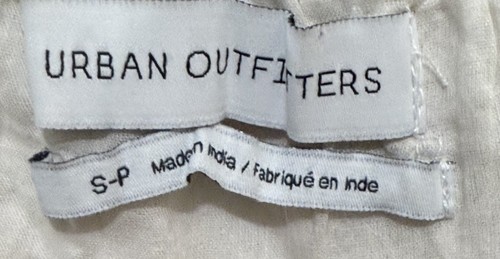 URBAN OUTFITTERS
S-P Made in India / Fabriqué en Inde